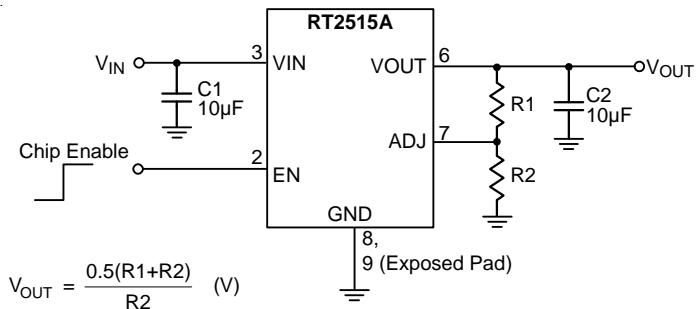 RT2515A
V_IN
3
VIN
VOUT
6
V_OUT
C1
10µF
R1
C2
10µF
ADJ
7
Chip Enable
2
EN
R2
GND
8,
9 (Exposed Pad)
V_OUT = 0.5(R1+R2) / R2 (V)